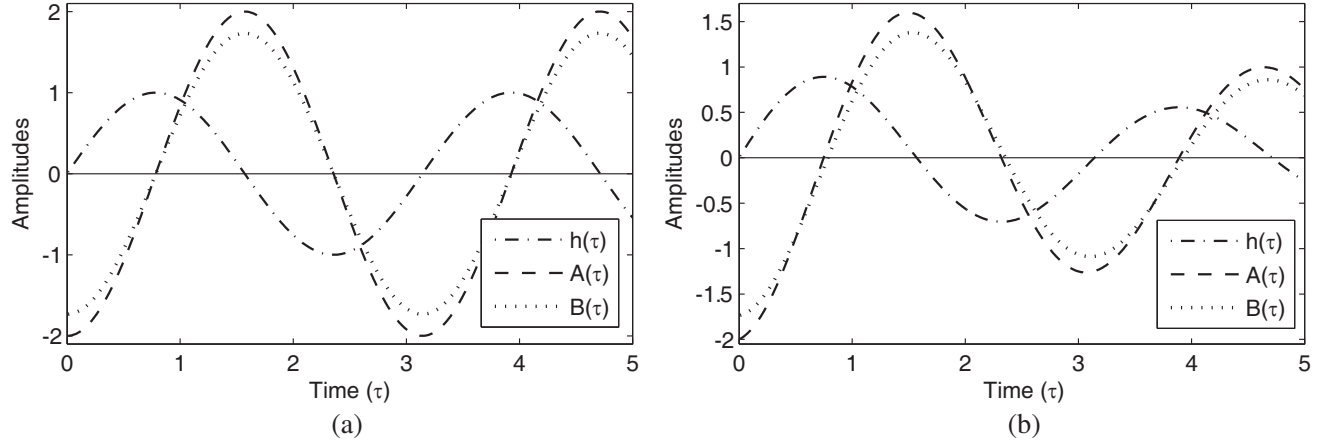 2
1
0
-1
-2
Amplitudes
0 1 2 3 4 5
Time (τ)
h(τ)
A(τ)
B(τ)
(a)
1.5
1
0.5
0
-0.5
-1
-1.5
-2
Amplitudes
0 1 2 3 4 5
Time (τ)
h(τ)
A(τ)
B(τ)
(b)